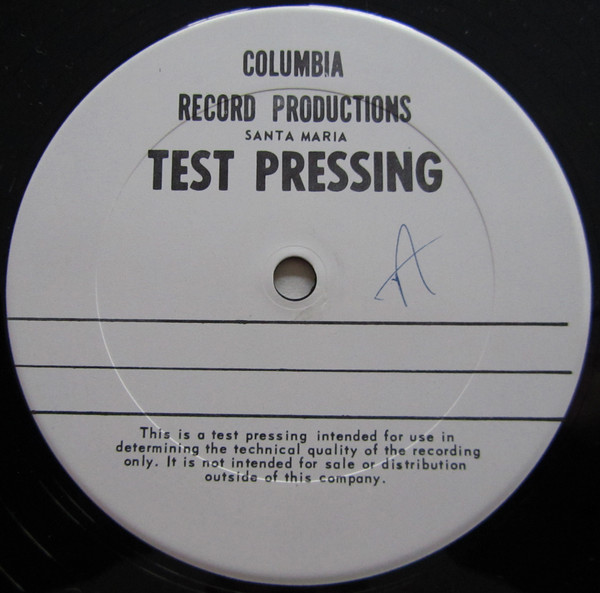 COLUMBIA
RECORD PRODUCTIONS
SANTA MARIA
TEST PRESSING
A
This is a test pressing intended for use in
determining the technical quality of the recording
only. It is not intended for sale or distribution
outside of this company.